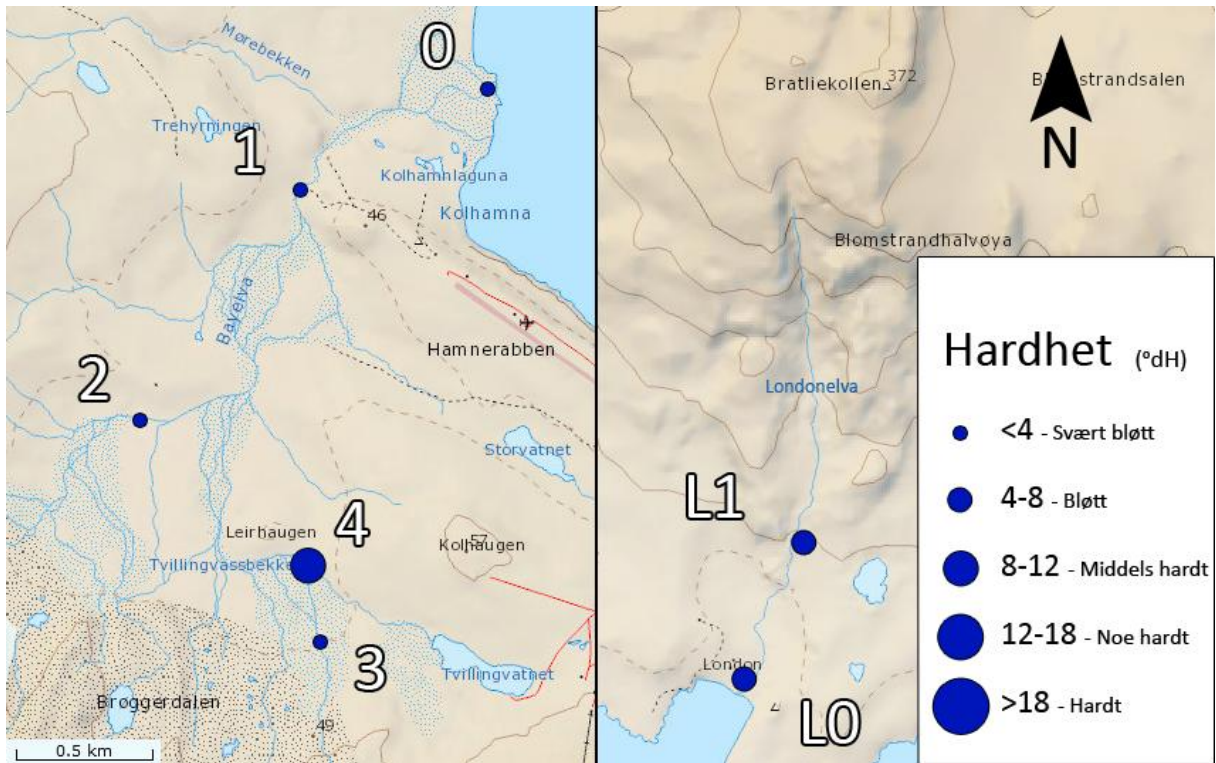 Mørebekken
0
Trehyrningen
1
Kolhamnlaguna
Kolhamna
46
Bayelva
Hamnerabben
2
Storvatnet
4
Leirhaugen
57
Kolhaugen
Tvillingvassbekke
3
Tvillingvatnet
Brøggerdalen
49
0.5 km
Bratliekollen
372
strandsalen
N
Blomstrandhalvøya
Londonelva
L1
London
L0
Hardhet (°dH)
<4 - Svært bløtt
4-8 - Bløtt
8-12 - Middels hardt
12-18 - Noe hardt
>18 - Hardt